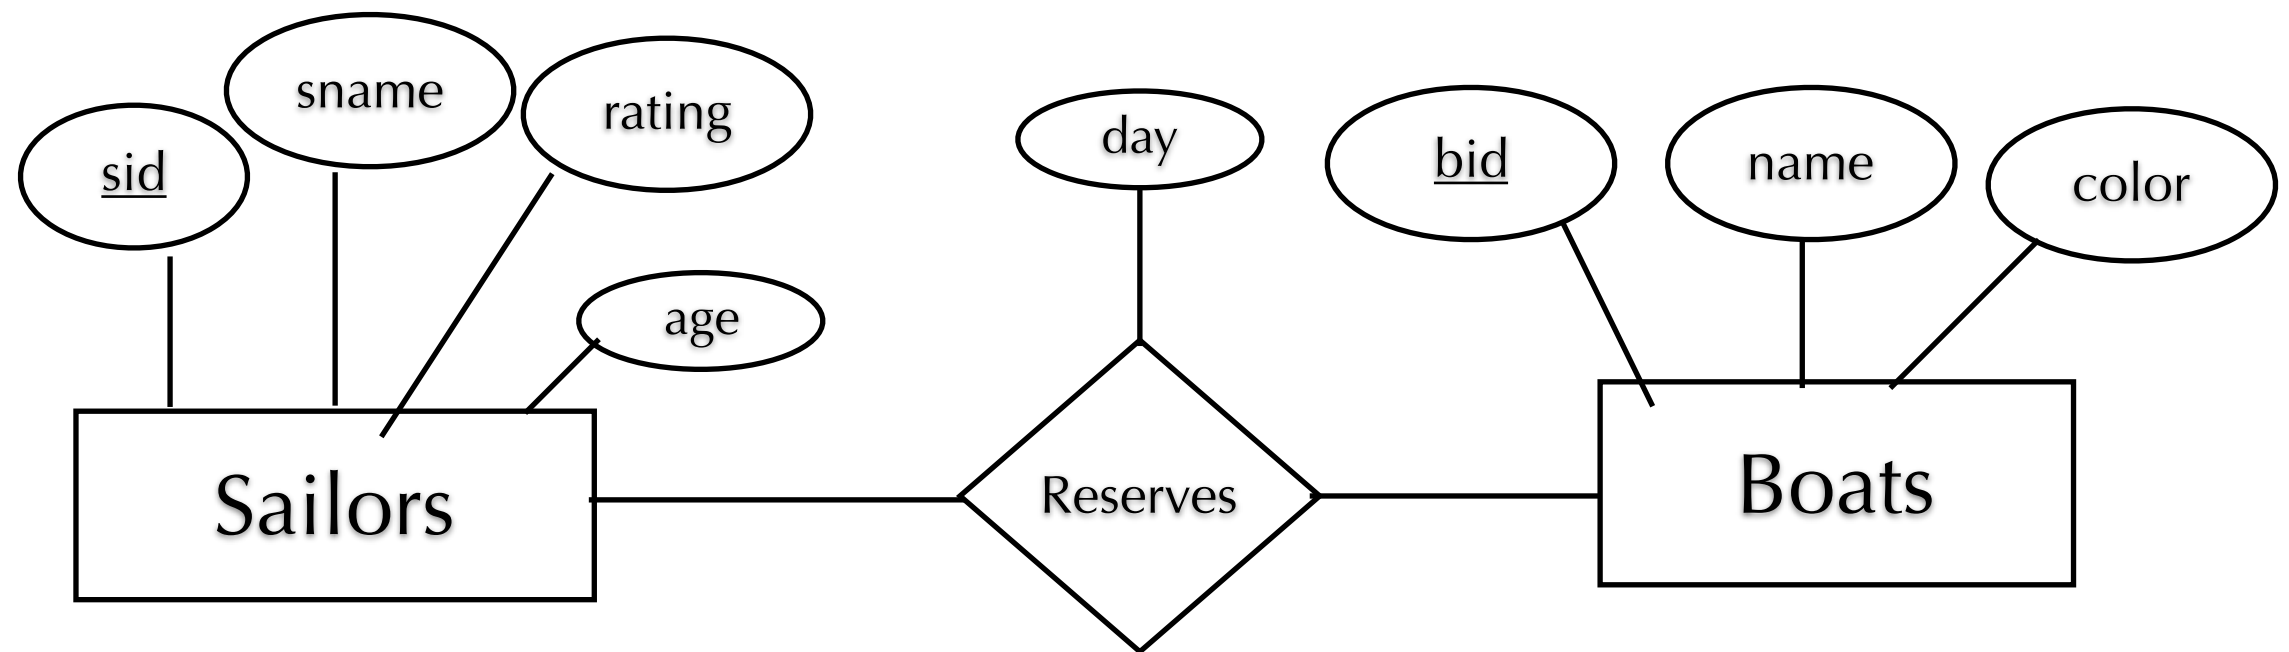 sid
sname
rating
age
Sailors
day
Reserves
bid
name
color
Boats